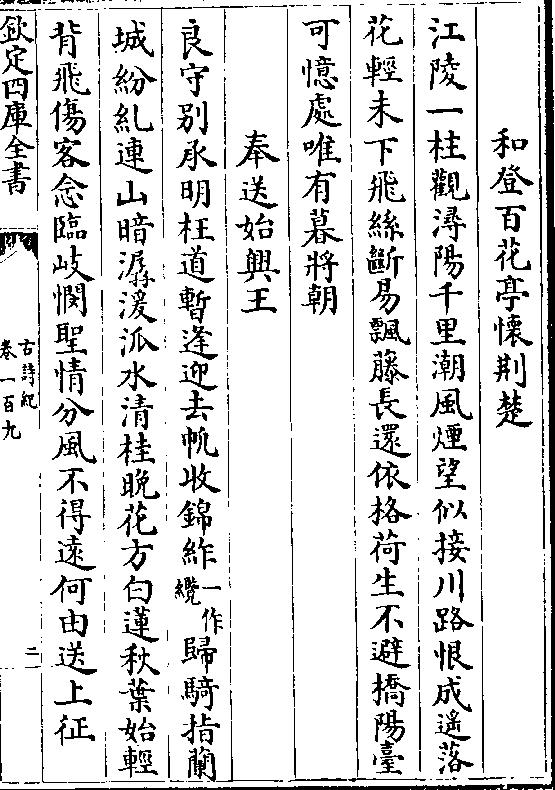 和登百花亭懷荆楚
江陵一柱觀潯陽千里潮風煙望似接川路恨成遙落
花輕未下飛絲斷易飄藤長還依格荷生不避橋陽臺
可憶處唯有暮將朝
奉送始興王
良守别承明枉道暫逢迎去帆收錦䈚一作纜歸騎指蘭
城紛糺連山暗潺湲派水清桂晚花方白蓮秋葉始輕
背飛傷客念臨岐憫聖情分風不得遠何由送上征
欽定四庫全書
古詩紀
卷一百九
二